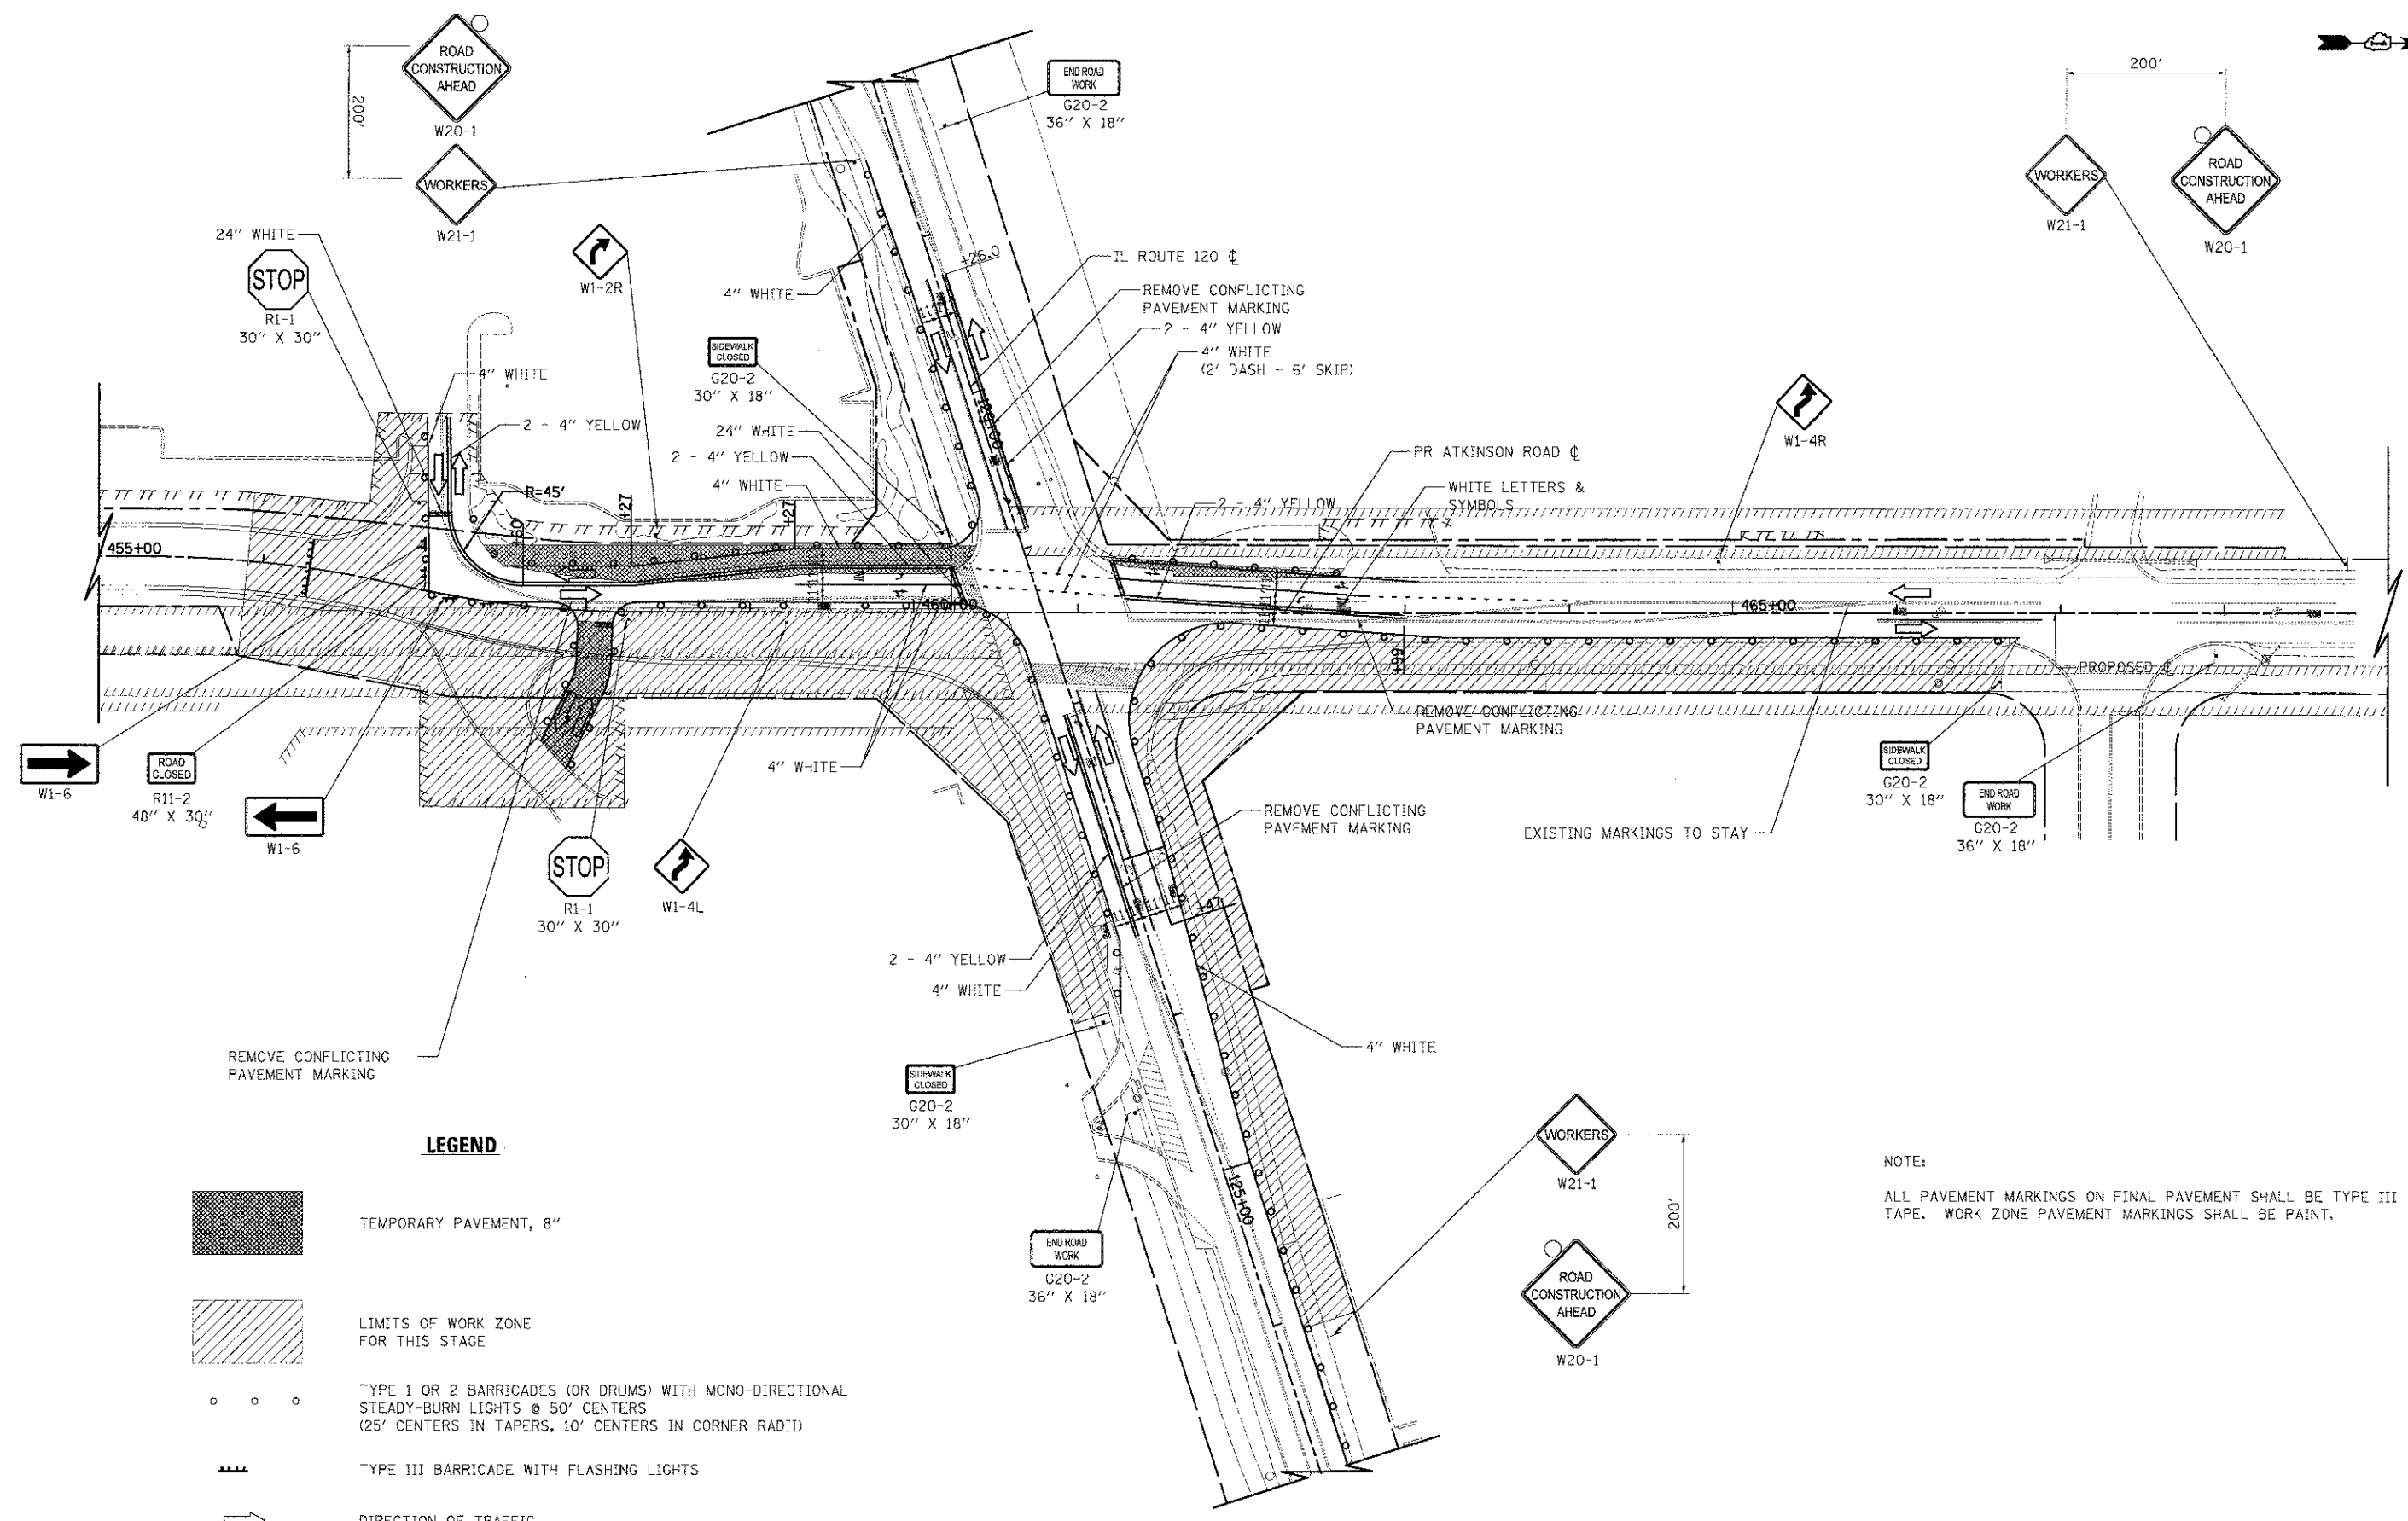 ROAD
CONSTRUCTION
AHEAD
W20-1
200'
WORKERS
W21-1
END ROAD
WORK
G20-2
36" X 18"
200'
WORKERS
W21-1
ROAD
CONSTRUCTION
AHEAD
W20-1
24" WHITE
STOP
R1-1
30" X 30"
W1-2R
4" WHITE
SIDEWALK
CLOSED
G20-2
30" X 18"
+26.0
IL ROUTE 120 ℄
REMOVE CONFLICTING
PAVEMENT MARKING
2 - 4" YELLOW
4" WHITE
(2' DASH - 6' SKIP)
4" WHITE
2 - 4" YELLOW
24" WHITE
2 - 4" YELLOW
4" WHITE
W1-4R
PR ATKINSON ROAD ℄
WHITE LETTERS &
SYMBOLS
2 - 4" YELLOW
R=45'
+60
+27
+27
455+00
460+00
465+00
+99
PROPOSED ℄
REMOVE CONFLICTING
PAVEMENT MARKING
W1-6
ROAD
CLOSED
R11-2
48" X 30"
W1-6
STOP
R1-1
30" X 30"
W1-4L
4" WHITE
REMOVE CONFLICTING
PAVEMENT MARKING
EXISTING MARKINGS TO STAY
SIDEWALK
CLOSED
G20-2
30" X 18"
END ROAD
WORK
G20-2
36" X 18"
+47
2 - 4" YELLOW
4" WHITE
4" WHITE
REMOVE CONFLICTING
PAVEMENT MARKING
SIDEWALK
CLOSED
G20-2
30" X 18"
END ROAD
WORK
G20-2
36" X 18"
125+00
WORKERS
W21-1
200'
ROAD
CONSTRUCTION
AHEAD
W20-1
NOTE:
ALL PAVEMENT MARKINGS ON FINAL PAVEMENT SHALL BE TYPE III
TAPE. WORK ZONE PAVEMENT MARKINGS SHALL BE PAINT.
LEGEND
TEMPORARY PAVEMENT, 8"
LIMITS OF WORK ZONE
FOR THIS STAGE
TYPE 1 OR 2 BARRICADES (OR DRUMS) WITH MONO-DIRECTIONAL
STEADY-BURN LIGHTS @ 50' CENTERS
(25' CENTERS IN TAPERS, 10' CENTERS IN CORNER RADII)
TYPE III BARRICADE WITH FLASHING LIGHTS
DIRECTION OF TRAFFIC